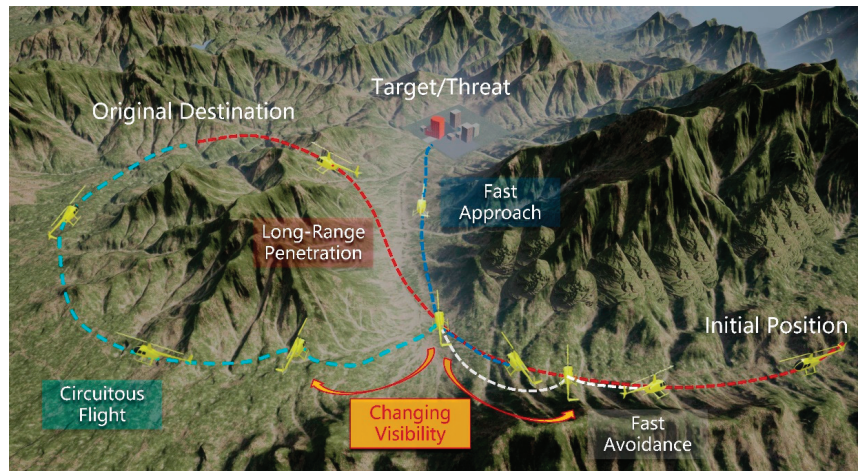 Target/Threat
Original Destination
Fast
Approach
Long-Range
Penetration
Initial Position
Circuitous
Flight
Changing
Visibility
Fast
Avoidance